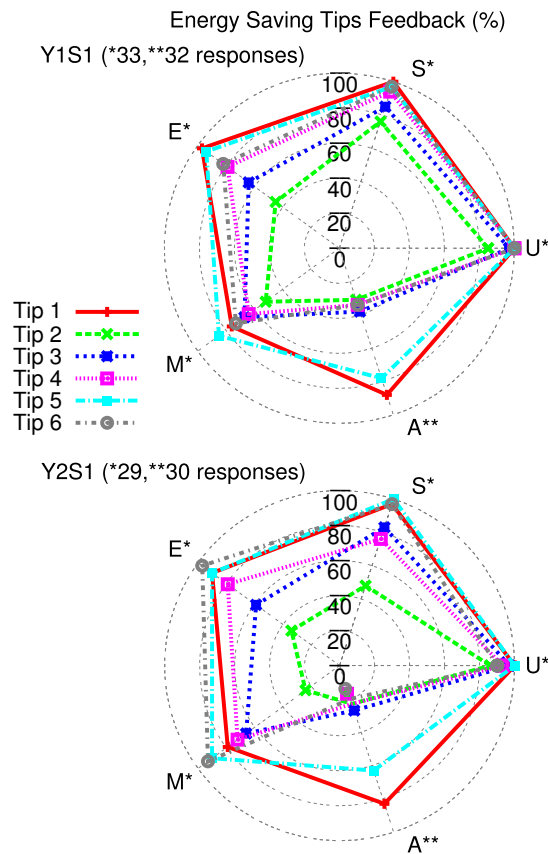 Energy Saving Tips Feedback (%)
Y1S1 (*33,**32 responses)
S*
100
80
E*
60
40
20
0
U*
Tip 1
Tip 2
Tip 3
Tip 4
M*
Tip 5
Tip 6
A**
Y2S1 (*29,**30 responses)
S*
100
80
E*
60
40
20
0
U*
M*
A**